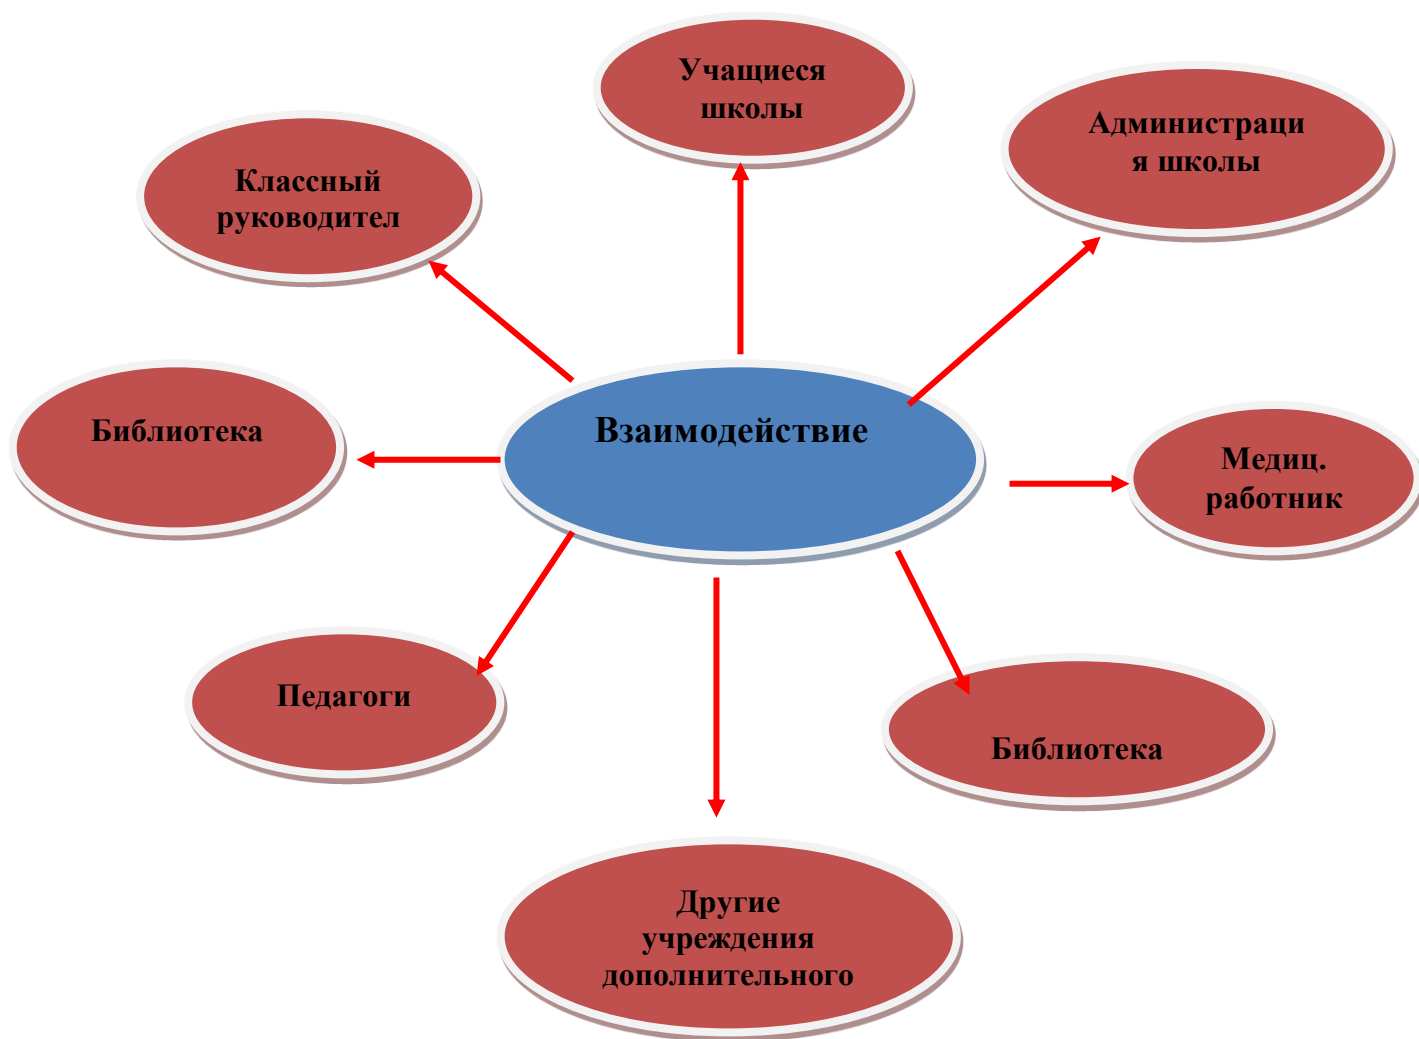 Учащиеся
школы
Администраци
я школы
Классный
руководител
Библиотека
Взаимодействие
Медиц.
работник
Педагоги
Библиотека
Другие
учреждения
дополнительного